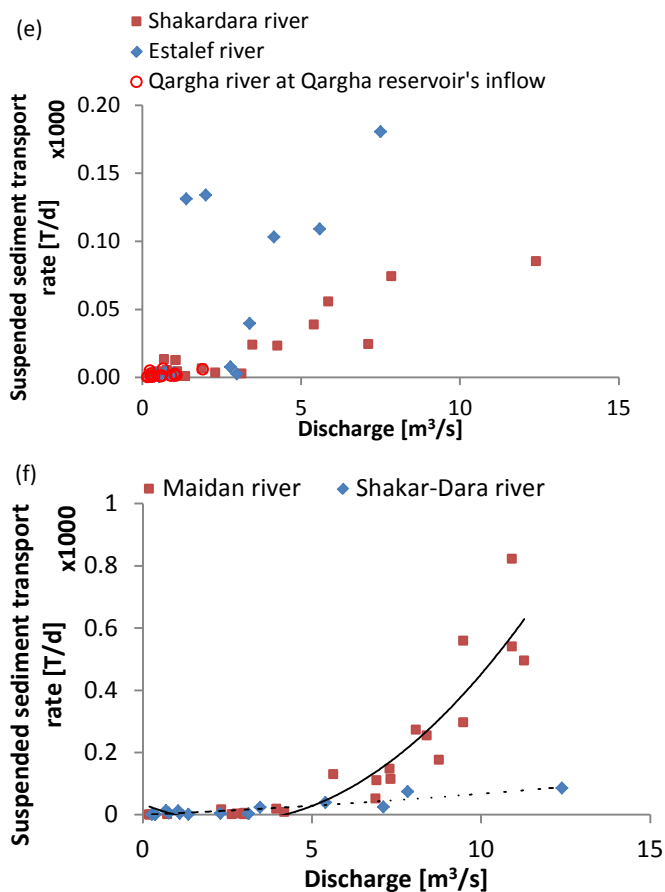 (e)
Shakardara river
Estalef river
Qargha river at Qargha reservoir's inflow
Suspended sediment transport
rate [T/d]
x1000
0.20
0.15
0.10
0.05
0.00
0
5
10
15
Discharge [m³/s]
(f)
Maidan river
Shakar-Dara river
Suspended sediment transport
rate [T/d]
x1000
1
0.8
0.6
0.4
0.2
0
0
5
10
15
Discharge [m³/s]